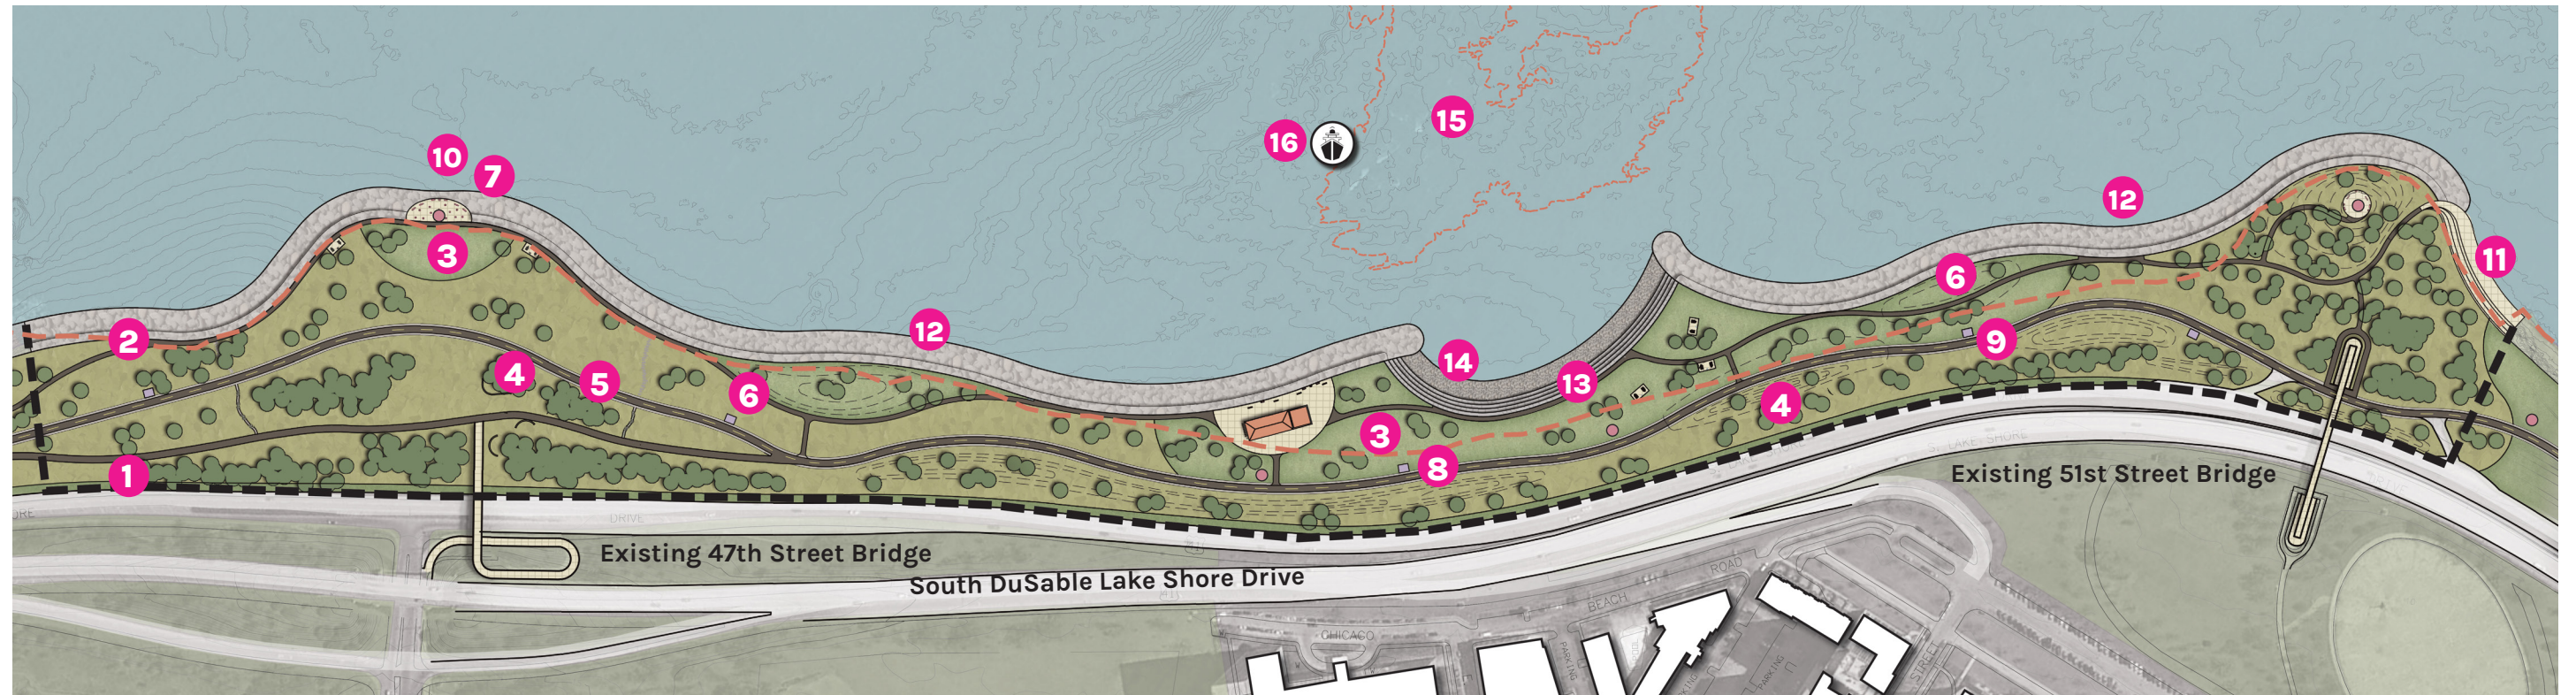 10
7
3
2
12
4
5
6
1
16
15
14
13
3
8
12
6
11
9
4
Existing 51st Street Bridge
S. LAKE SHORE
DRIVE
DRIVE
Existing 47th Street Bridge
South DuSable Lake Shore Drive
ROAD
BEACH
CHICAGO
PARKING
PARKING
STREET